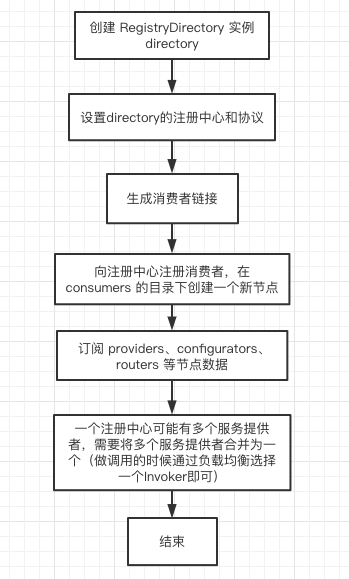 创建 RegistryDirectory 实例
directory
设置directory的注册中心和协议
生成消费者链接
向注册中心注册消费者，在
consumers 的目录下创建一个新节点
订阅 providers、configurators、
routers 等节点数据
一个注册中心可能有多个服务提供
者，需要将多个服务提供者合并为一
个（做调用的时候通过负载均衡选择
一个Invoker即可）
结束